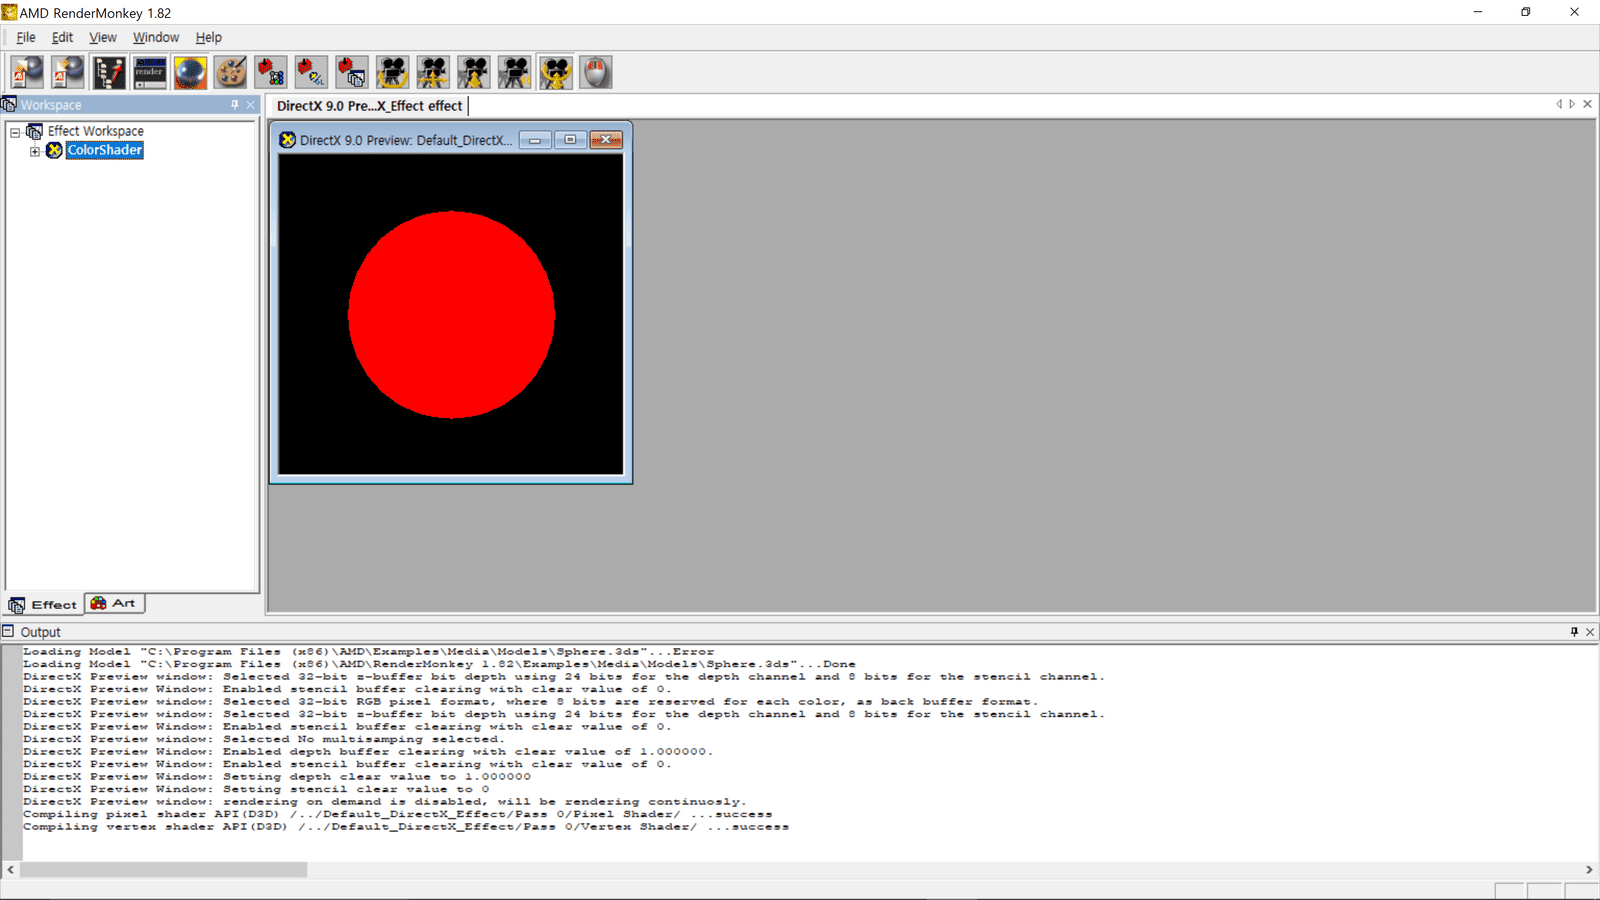 AMD RenderMonkey 1.82
File Edit View Window Help
render
Workspace
DirectX 9.0 Pre...X_Effect effect
Effect Workspace
ColorShader
DirectX 9.0 Preview: Default_DirectX...
Effect Art
Output
Loading Model "C:\Program Files (x86)\AMD\Examples\Media\Models\Sphere.3ds"...Error
Loading Model "C:\Program Files (x86)\AMD\RenderMonkey 1.82\Examples\Media\Models\Sphere.3ds"...Done
DirectX Preview window: Selected 32-bit z-buffer bit depth using 24 bits for the depth channel and 8 bits for the stencil channel.
DirectX Preview Window: Enabled stencil buffer clearing with clear value of 0.
DirectX Preview window: Selected 32-bit RGB pixel format, where 8 bits are reserved for each color, as back buffer format.
DirectX Preview window: Selected 32-bit z-buffer bit depth using 24 bits for the depth channel and 8 bits for the stencil channel.
DirectX Preview Window: Enabled stencil buffer clearing with clear value of 0.
DirectX Preview Window: Selected No multisamping selected.
DirectX Preview Window: Enabled depth buffer clearing with clear value of 1.000000.
DirectX Preview Window: Enabled stencil buffer clearing with clear value of 0.
DirectX Preview Window: Setting depth clear value to 1.000000
DirectX Preview Window: Setting stencil clear value to 0
DirectX Preview window: rendering on demand is disabled, will be rendering continuosly.
Compiling pixel shader API(D3D) /../Default_DirectX_Effect/Pass 0/Pixel Shader/ ...success
Compiling vertex shader API(D3D) /../Default_DirectX_Effect/Pass 0/Vertex Shader/ ...success